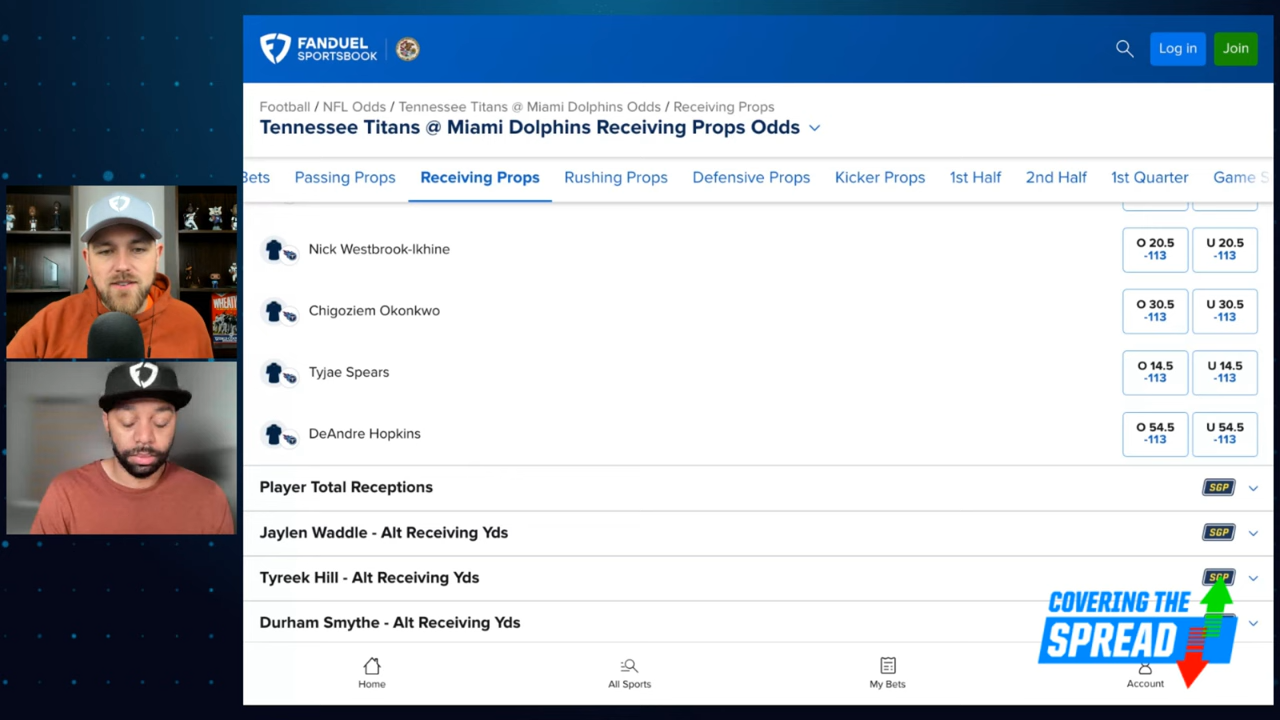 FANDUEL
SPORTSBOOK
Log in
Join
Football / NFL Odds / Tennessee Titans @ Miami Dolphins Odds / Receiving Props
Tennessee Titans @ Miami Dolphins Receiving Props Odds
Bets Passing Props Receiving Props Rushing Props Defensive Props Kicker Props 1st Half 2nd Half 1st Quarter Game S
Nick Westbrook-Ikhine
O 20.5 U 20.5
-113 -113
Chigoziem Okonkwo
O 30.5 U 30.5
-113 -113
Tyjae Spears
O 14.5 U 14.5
-113 -113
DeAndre Hopkins
O 54.5 U 54.5
-113 -113
Player Total Receptions SGP
Jaylen Waddle - Alt Receiving Yds SGP
Tyreek Hill - Alt Receiving Yds SGP
Durham Smythe - Alt Receiving Yds
COVERING THE
SPREAD
Home All Sports My Bets Account
WHEATIES